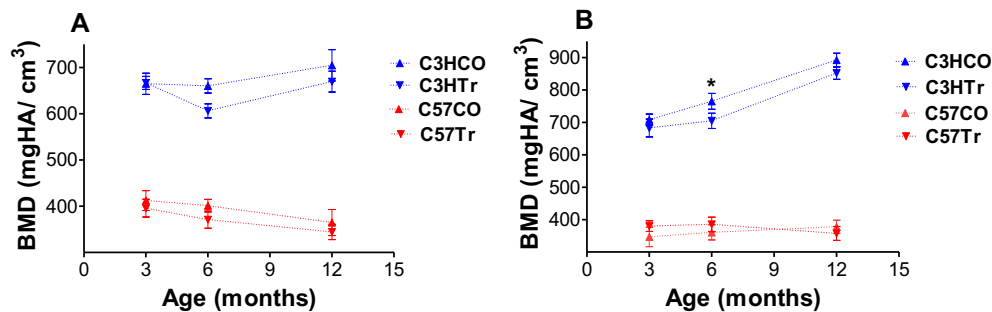 A
BMD (mgHA/ cm³)
700
600
500
400
0
3
6
9
12
15
Age (months)
C3HCO
C3HTr
C57CO
C57Tr
B
BMD (mgHA/ cm³)
900
800
700
600
500
400
*
0
3
6
9
12
15
Age (months)
C3HCO
C3HTr
C57CO
C57Tr